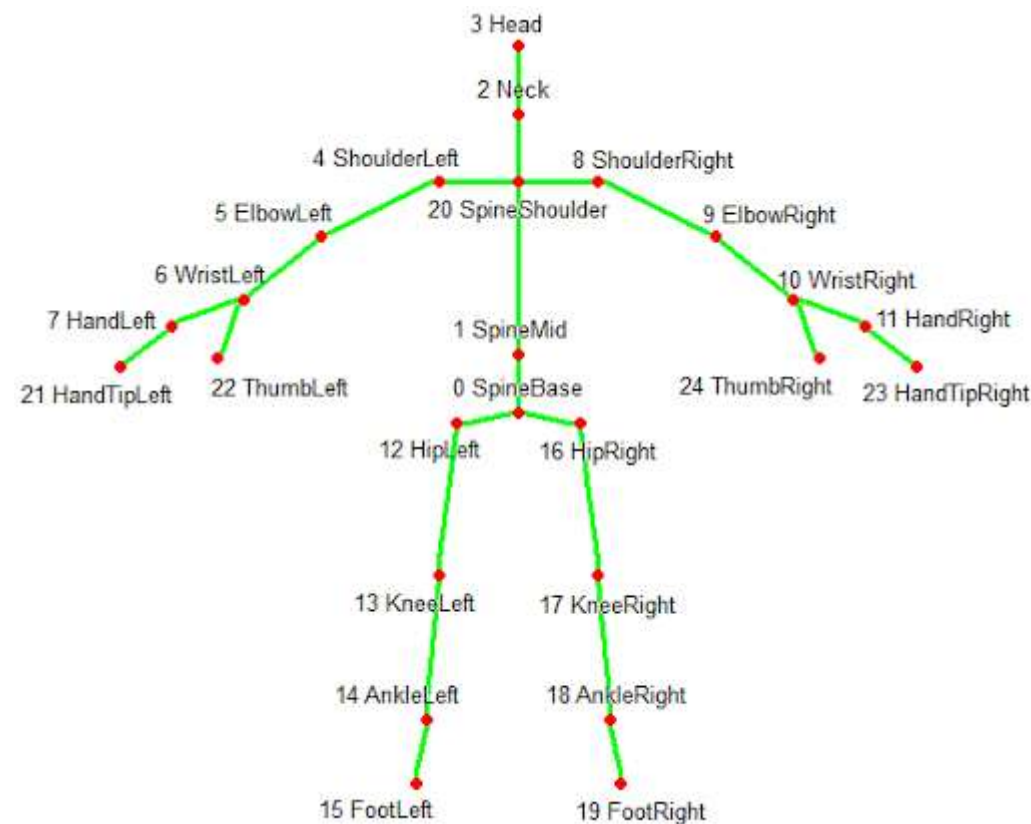 3 Head
2 Neck
4 ShoulderLeft
8 ShoulderRight
20 SpineShoulder
5 ElbowLeft
9 ElbowRight
6 WristLeft
10 WristRight
7 HandLeft
11 HandRight
1 SpineMid
21 HandTipLeft
22 ThumbLeft
0 SpineBase
24 ThumbRight
23 HandTipRight
12 HipLeft
16 HipRight
13 KneeLeft
17 KneeRight
14 AnkleLeft
18 AnkleRight
15 FootLeft
19 FootRight